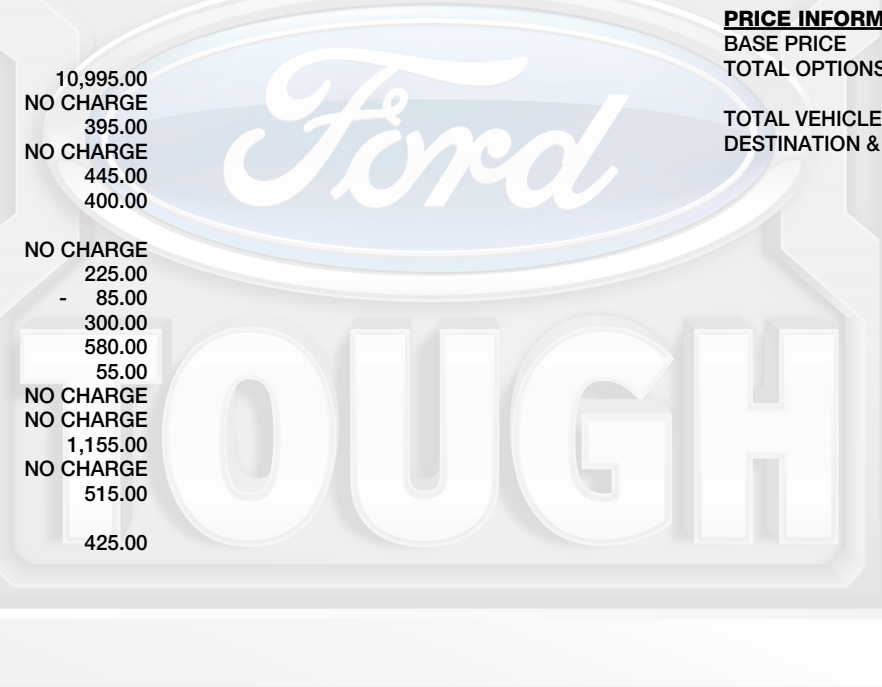 PRICE INFORM
BASE PRICE
TOTAL OPTIONS
TOTAL VEHICLE
DESTINATION &
10,995.00
NO CHARGE
395.00
NO CHARGE
445.00
400.00
NO CHARGE
225.00
- 85.00
300.00
580.00
55.00
NO CHARGE
NO CHARGE
1,155.00
NO CHARGE
515.00
425.00
Ford
TOUGH